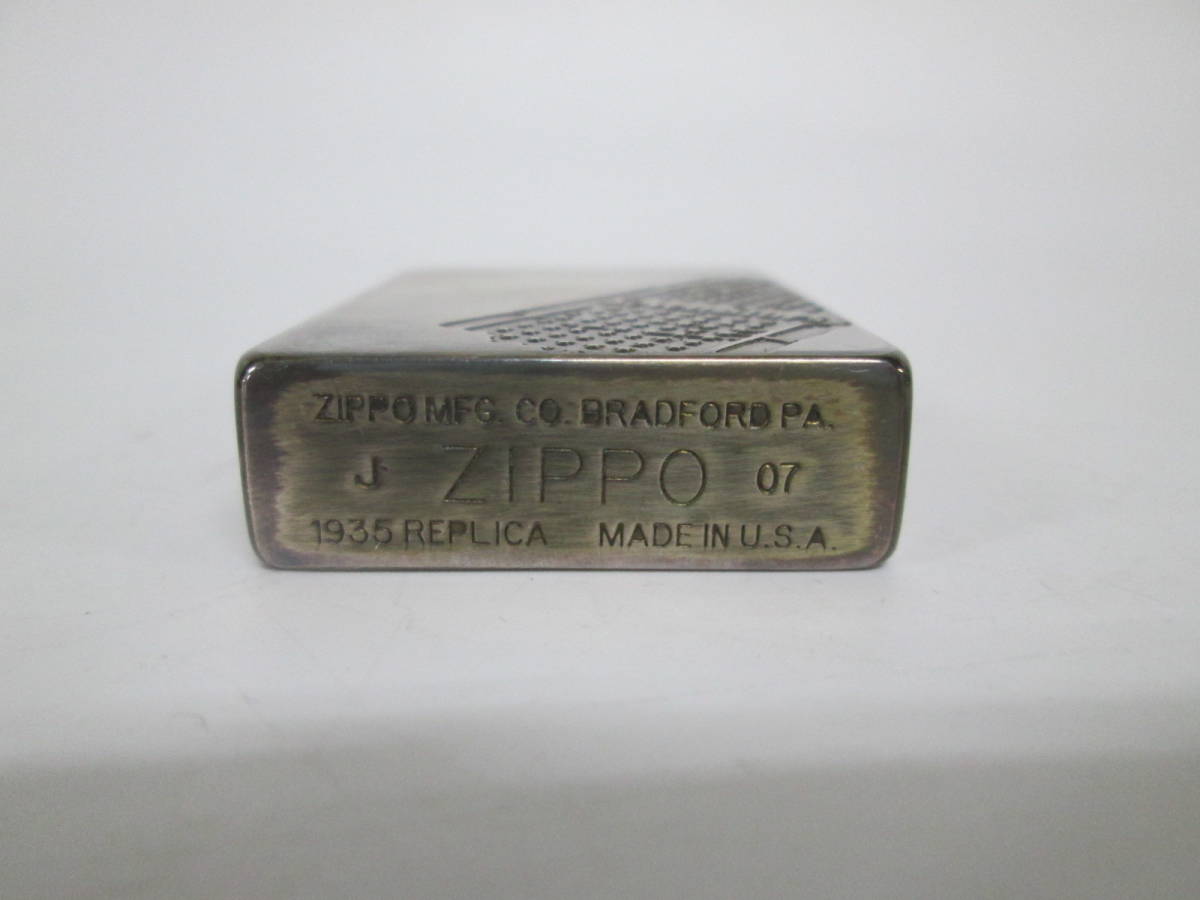 ZIPPO MFG. CO. BRADFORD PA.
J ZIPPO 07
1935 REPLICA MADE IN U.S.A.